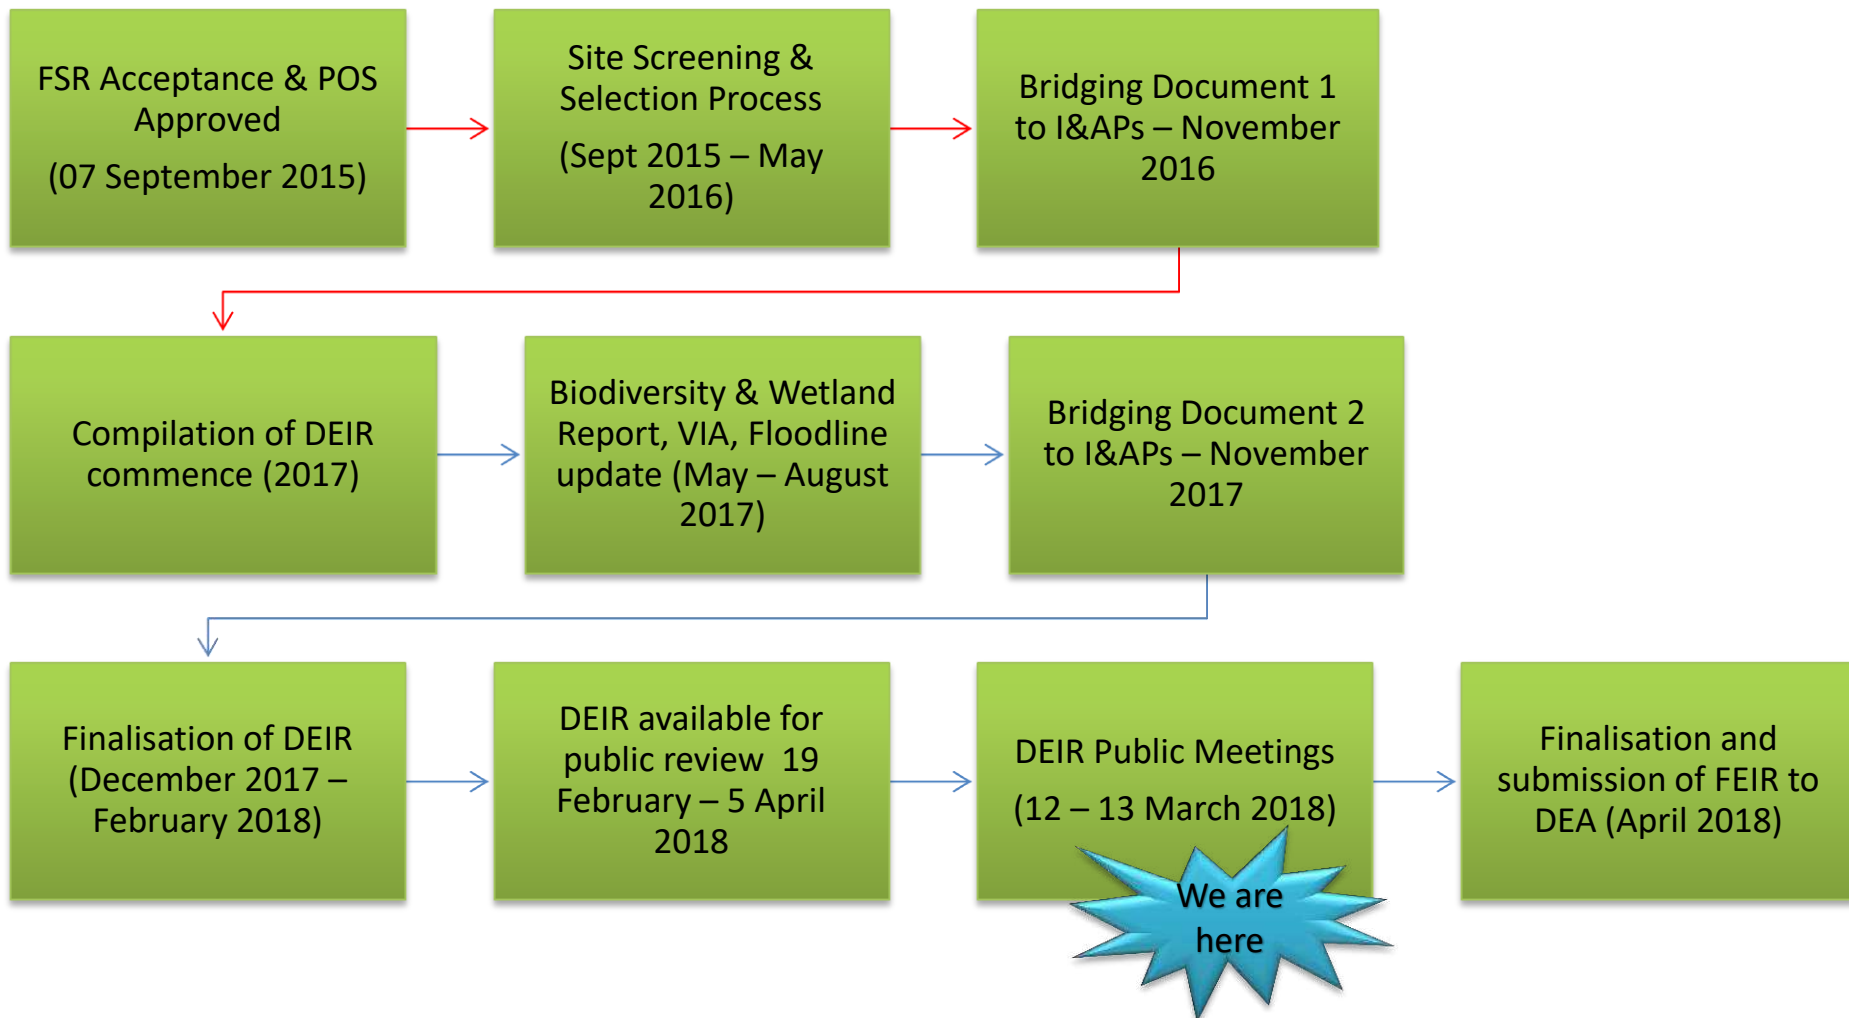 FSR Acceptance & POS
Approved
(07 September 2015)
Site Screening &
Selection Process
(Sept 2015 – May
2016)
Bridging Document 1
to I&APs – November
2016
Compilation of DEIR
commence (2017)
Biodiversity & Wetland
Report, VIA, Floodline
update (May – August
2017)
Bridging Document 2
to I&APs – November
2017
Finalisation of DEIR
(December 2017 –
February 2018)
DEIR available for
public review 19
February – 5 April
2018
DEIR Public Meetings
(12 – 13 March 2018)
We are
here
Finalisation and
submission of FEIR to
DEA (April 2018)